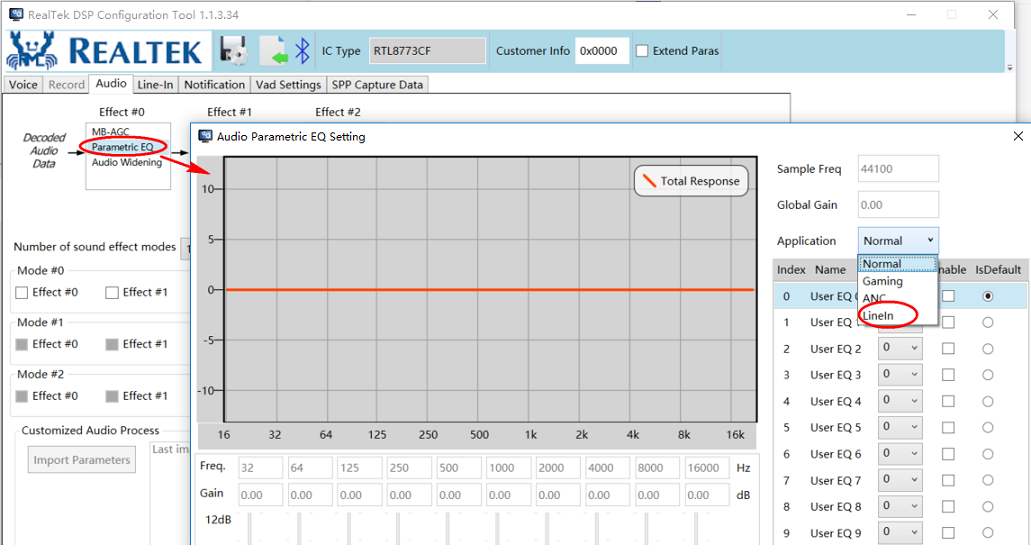 RealTek DSP Configuration Tool 1.1.3.34
REALTEK IC Type RTL8773CF Customer Info 0x0000 Extend Paras
Voice Record Audio Line-In Notification Vad Settings SPP Capture Data
Effect #0 Effect #1 Effect #2
Decoded
Audio
Data
MB-AGC
Parametric EQ
Audio Widening
Number of sound effect modes 1
Mode #0
Effect #0 Effect #1
Mode #1
Effect #0 Effect #1
Mode #2
Effect #0 Effect #1
Customized Audio Process
Import Parameters Last im
Audio Parametric EQ Setting
Total Response
10
5
0
-5
-10
16 32 64 125 250 500 1k 2k 4k 8k 16k
Freq. 32 64 125 250 500 1000 2000 4000 8000 16000 Hz
Gain 0.00 0.00 0.00 0.00 0.00 0.00 0.00 0.00 0.00 0.00 dB
12dB
Sample Freq 44100
Global Gain 0.00
Application Normal
Normal
Gaming
ANC
LineIn
Index Name nable IsDefault
0 User EQ 0
1 User EQ 1
2 User EQ 2 0
3 User EQ 3 0
4 User EQ 4 0
5 User EQ 5 0
6 User EQ 6 0
7 User EQ 7 0
8 User EQ 8 0
9 User EQ 9 0